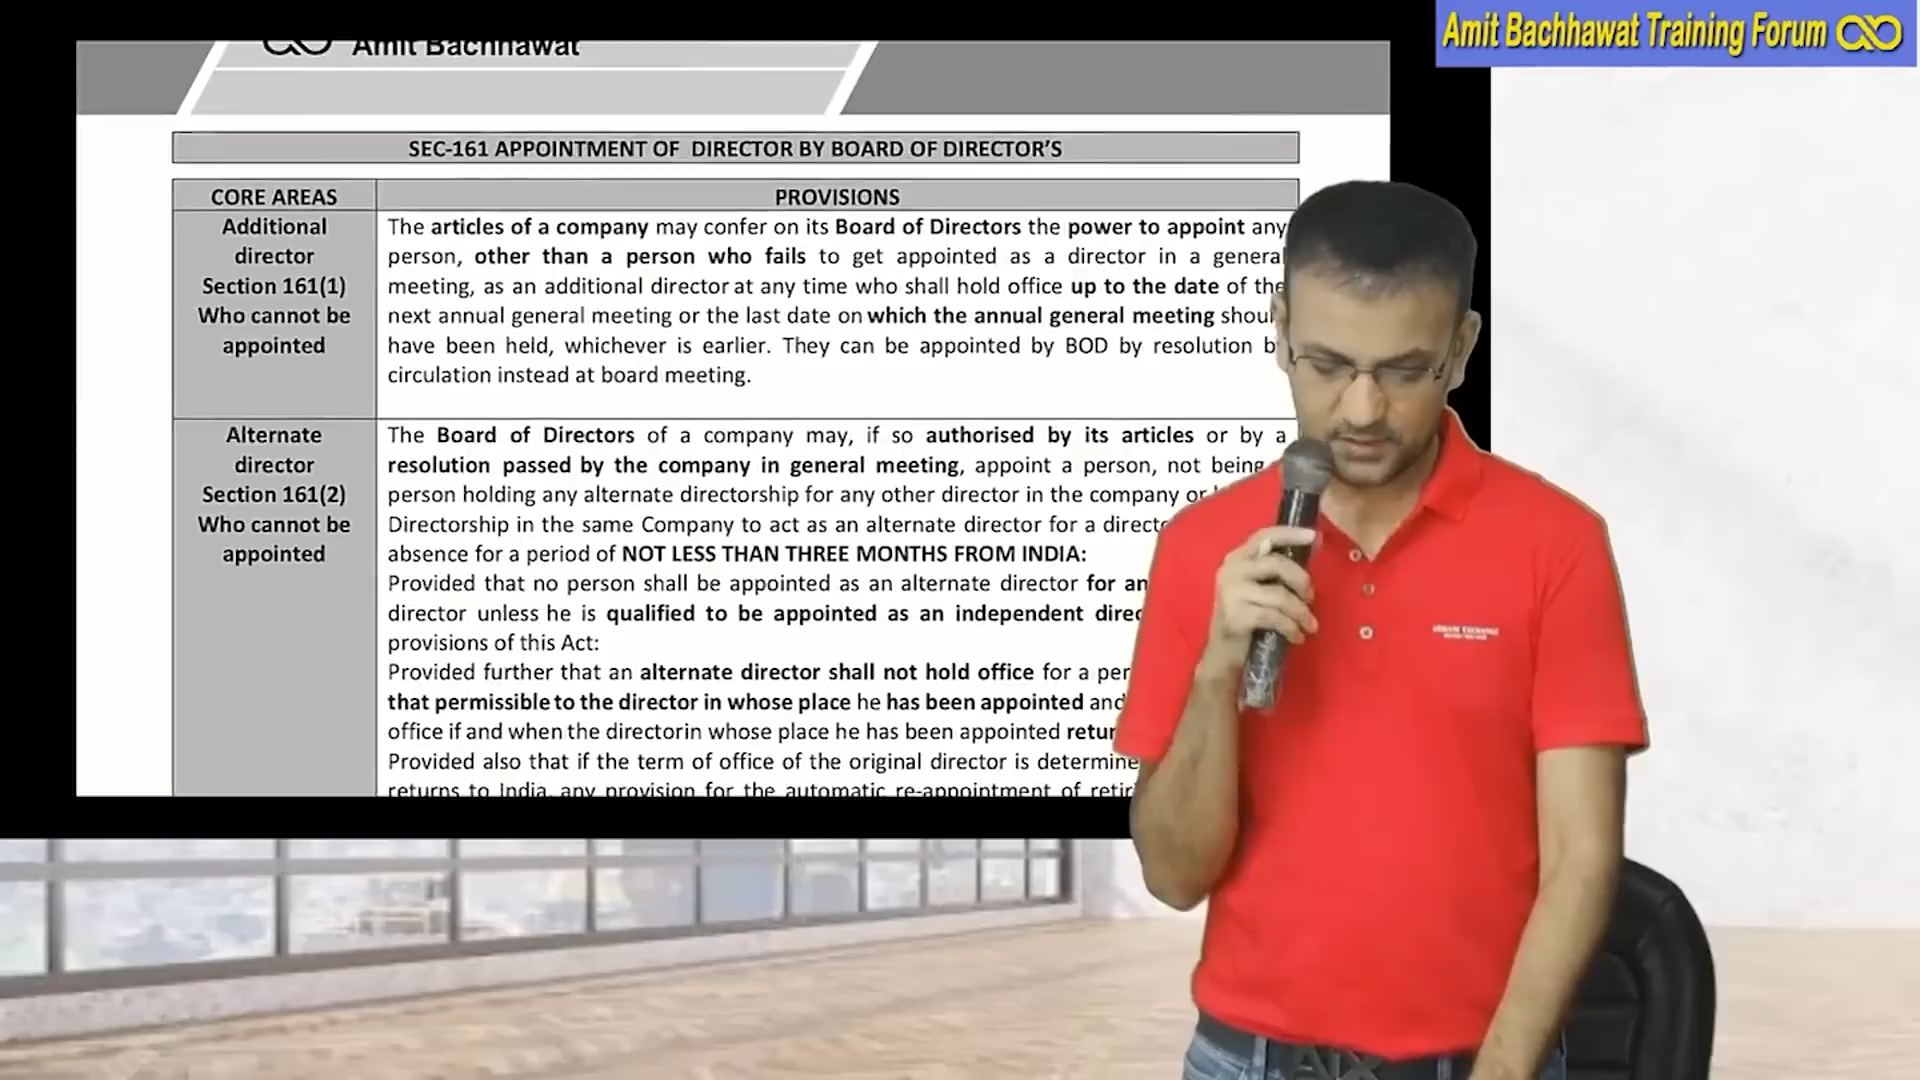 Amit Bachhawat Training Forum
Amit Bachhawat
SEC-161 APPOINTMENT OF DIRECTOR BY BOARD OF DIRECTOR’S
CORE AREAS
PROVISIONS
Additional
director
Section 161(1)
Who cannot be
appointed
The articles of a company may confer on its Board of Directors the power to appoint any
person, other than a person who fails to get appointed as a director in a general
meeting, as an additional director at any time who shall hold office up to the date of the
next annual general meeting or the last date on which the annual general meeting
have been held, whichever is earlier. They can be appointed by BOD by resolution
circulation instead at board meeting.
Alternate
director
Section 161(2)
Who cannot be
appointed
The Board of Directors of a company may, if so authorised by its articles or by a
resolution passed by the company in general meeting, appoint a person, not being
person holding any alternate directorship for any other director in the company or
Directorship in the same Company to act as an alternate director for a
absence for a period of NOT LESS THAN THREE MONTHS FROM INDIA:
Provided that no person shall be appointed as an alternate director for
director unless he is qualified to be appointed as an independent
provisions of this Act:
Provided further that an alternate director shall not hold office for a
that permissible to the director in whose place he has been appointed
office if and when the directorin whose place he has been appointed
Provided also that if the term of office of the original director is
returns to India, any provision for the automatic re-appointment of